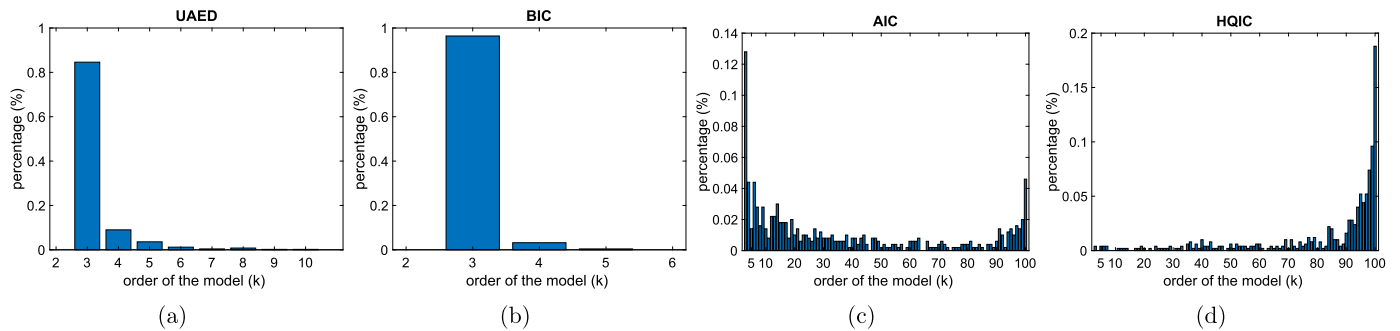 UAED
1
0.8
0.6
0.4
0.2
0
percentage (%)
2 3 4 5 6 7 8 9 10
order of the model (k)
(a)
BIC
1
0.8
0.6
0.4
0.2
0
percentage (%)
2 3 4 5 6
order of the model (k)
(b)
AIC
0.14
0.12
0.1
0.08
0.06
0.04
0.02
0
percentage (%)
5 10 20 30 40 50 60 70 80 90 100
order of the model (k)
(c)
HQIC
0.2
0.15
0.1
0.05
0
percentage (%)
5 10 20 30 40 50 60 70 80 90 100
order of the model (k)
(d)